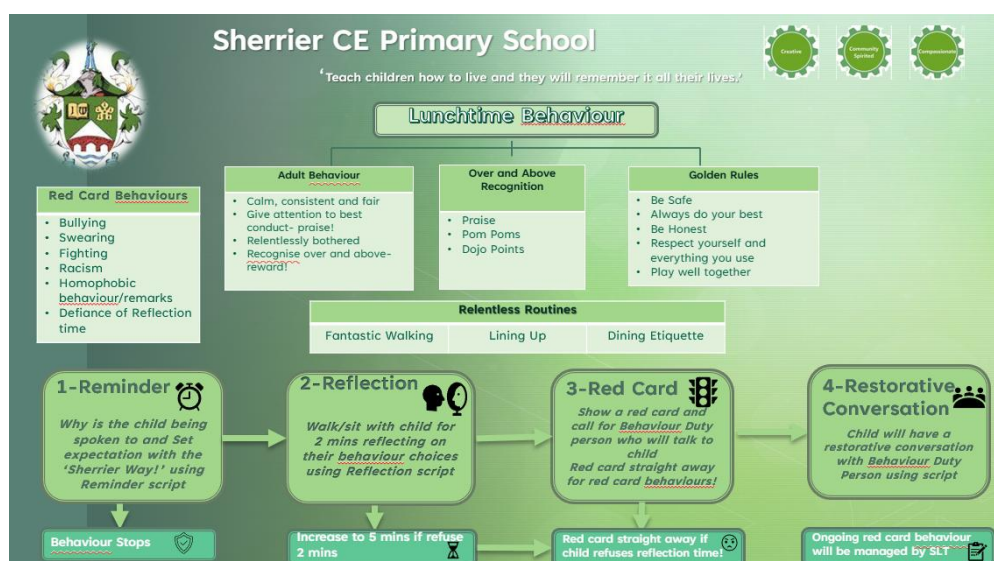 Sherrier CE Primary School
'Teach children how to live and they will remember it all their lives.'
Creative
Community
Spirited
Compassionate
Lunchtime Behaviour
Red Card Behaviours
• Bullying
• Swearing
• Fighting
• Racism
• Homophobic
behaviour/remarks
• Defiance of Reflection
time
Adult Behaviour
• Calm, consistent and fair
• Give attention to best
conduct- praise!
• Relentlessly bothered
• Recognise over and above-
reward!
Over and Above
Recognition
• Praise
• Pom Poms
• Dojo Points
Golden Rules
• Be Safe
• Always do your best
• Be Honest
• Respect yourself and
everything you use
• Play well together
Relentless Routines
Fantastic Walking
Lining Up
Dining Etiquette
1-Reminder
Why is the child being
spoken to and Set
expectation with the
'Sherrier Way!' using
Reminder script
Behaviour Stops
2-Reflection
Walk/sit with child for
2 mins reflecting on
their behaviour choices
using Reflection script
Increase to 5 mins if refuse
2 mins
3-Red Card
Show a red card and
call for Behaviour Duty
person who will talk to
child
Red card straight away
for red card behaviours!
Red card straight away if
child refuses reflection time!
4-Restorative
Conversation
Child will have a
restorative conversation
with Behaviour Duty
Person using script
Ongoing red card behaviour
will be managed by SLT